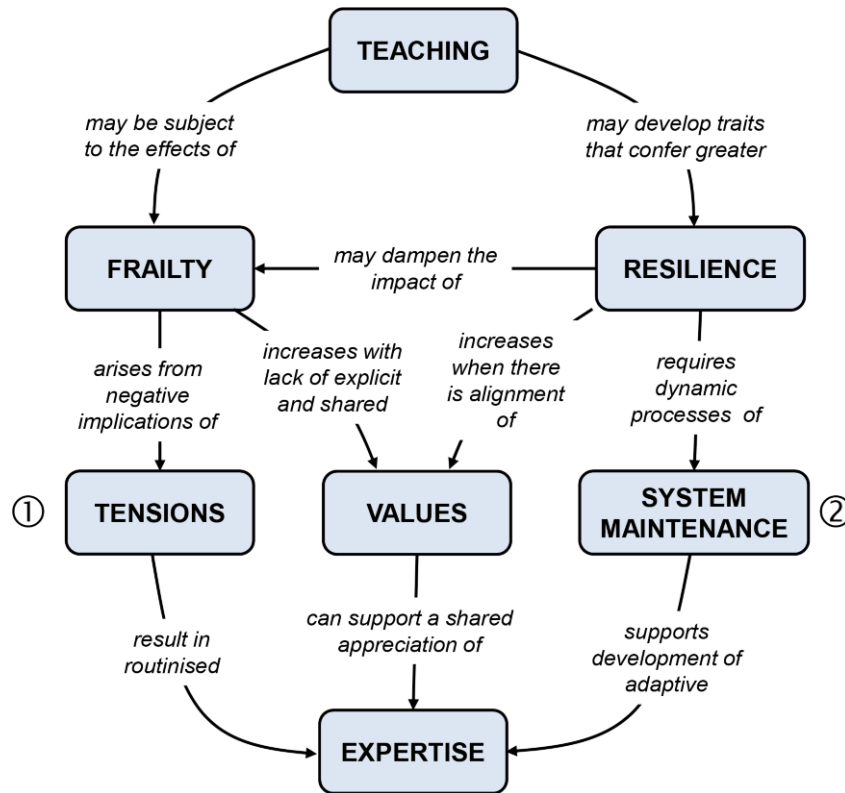 TEACHING
may be subject
to the effects of
may develop traits
that confer greater
FRAILTY
may dampen the
impact of
RESILIENCE
arises from
negative
implications of
increases with
lack of explicit
and shared
increases
when there
is alignment
of
requires
dynamic
processes of
①
TENSIONS
VALUES
SYSTEM
MAINTENANCE
②
result in
routinised
can support a shared
appreciation of
supports
development of
adaptive
EXPERTISE